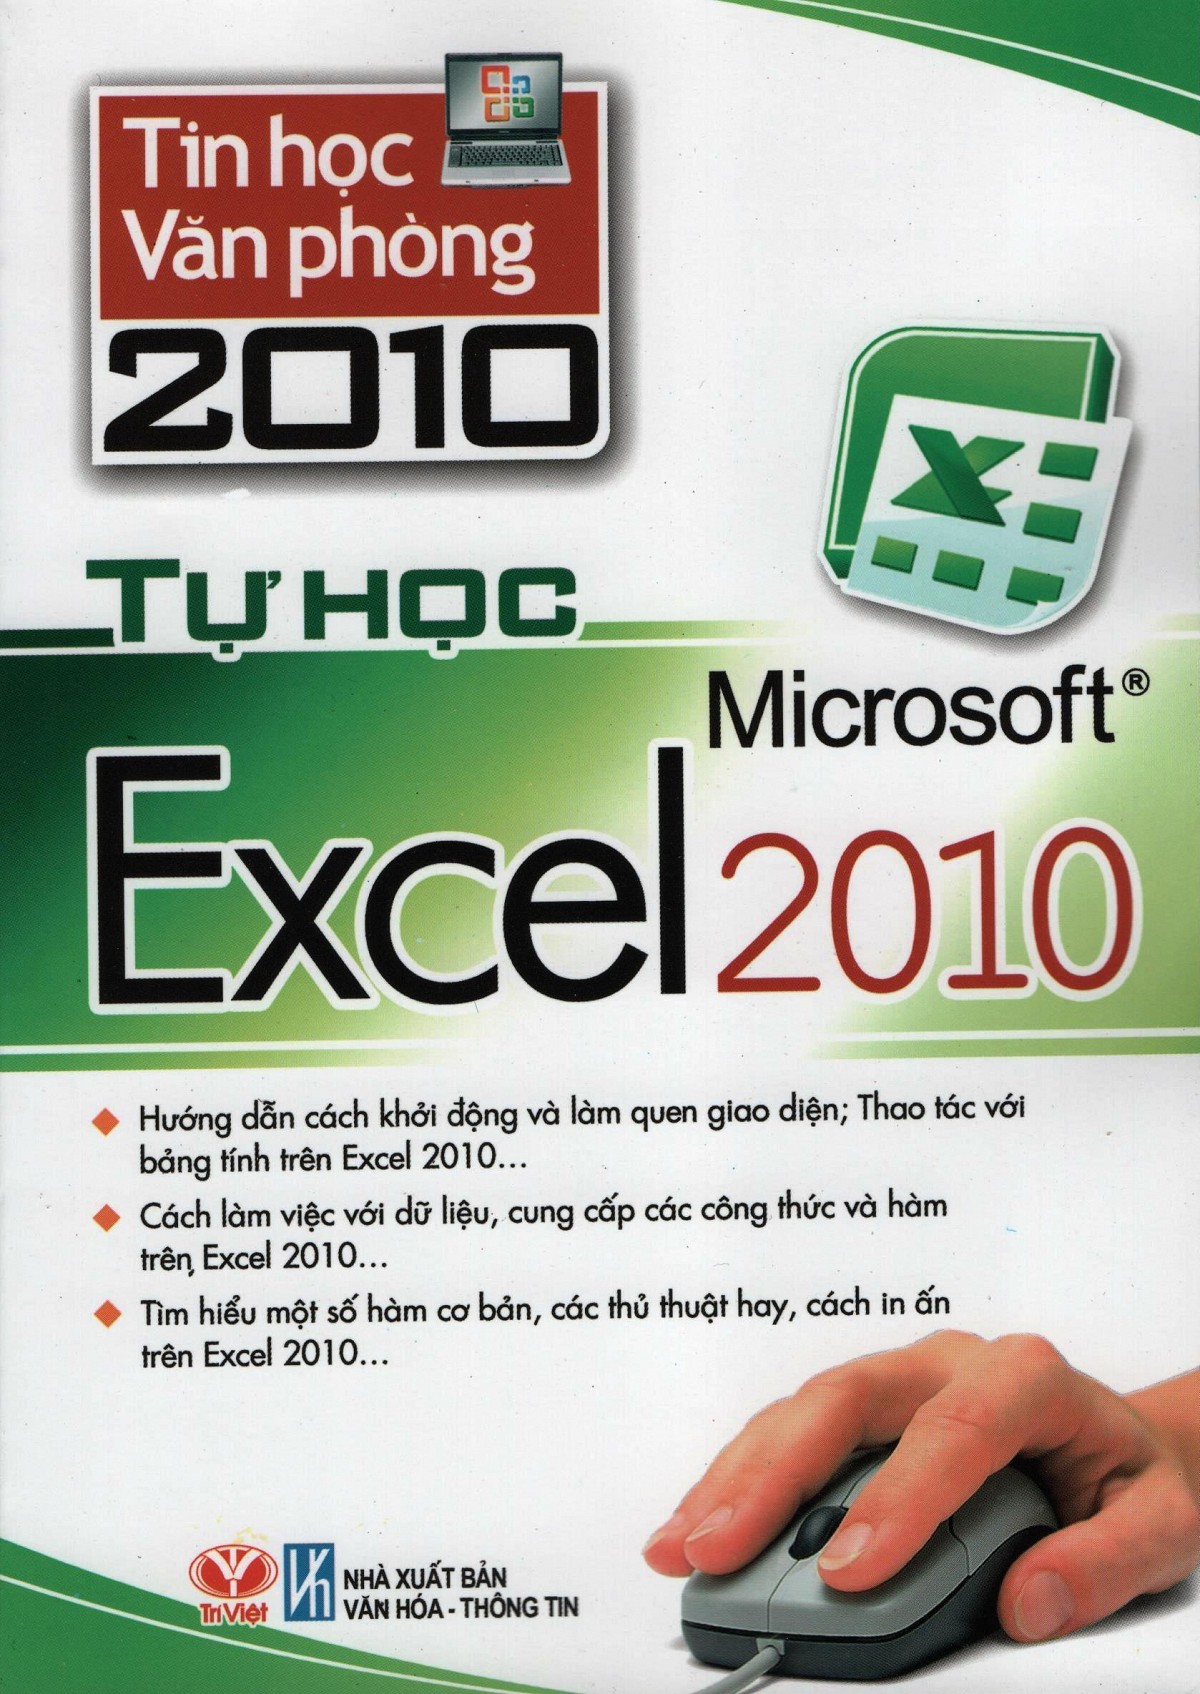 Tin học
Văn phòng
2010
TỰ HỌC
Microsoft®
Excel 2010
Hướng dẫn cách khởi động và làm quen giao diện; Thao tác với
bảng tính trên Excel 2010...
Cách làm việc với dữ liệu, cung cấp các công thức và hàm
trên, Excel 2010...
Tìm hiểu một số hàm cơ bản, các thủ thuật hay, cách in ấn
trên Excel 2010...
Trí Việt
NHÀ XUẤT BẢN
VĂN HÓA - THÔNG TIN